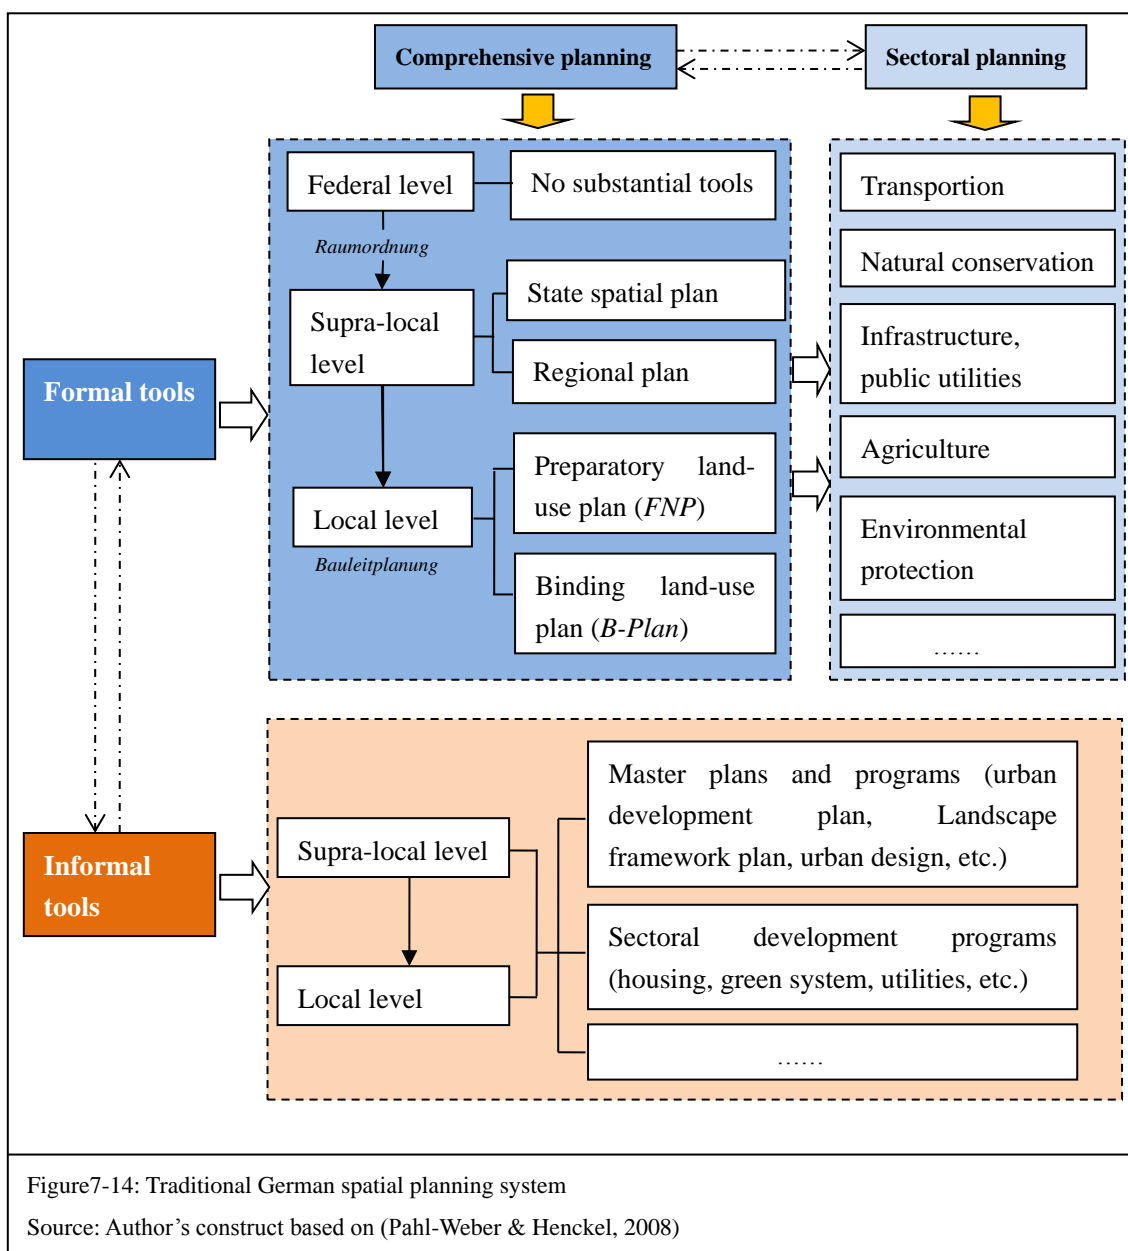 Comprehensive planning
Sectoral planning
Federal level
No substantial tools
Raumordnung
Supra-local
level
State spatial plan
Regional plan
Formal tools
Local level
Bauleitplanung
Preparatory land-
use plan (FNP)
Binding land-use
plan (B-Plan)
Transportion
Natural conservation
Infrastructure,
public utilities
Agriculture
Environmental
protection
......
Informal
tools
Supra-local level
Local level
Master plans and programs (urban
development plan, Landscape
framework plan, urban design, etc.)
Sectoral development programs
(housing, green system, utilities, etc.)
......
Figure7-14: Traditional German spatial planning system
Source: Author’s construct based on (Pahl-Weber & Henckel, 2008)